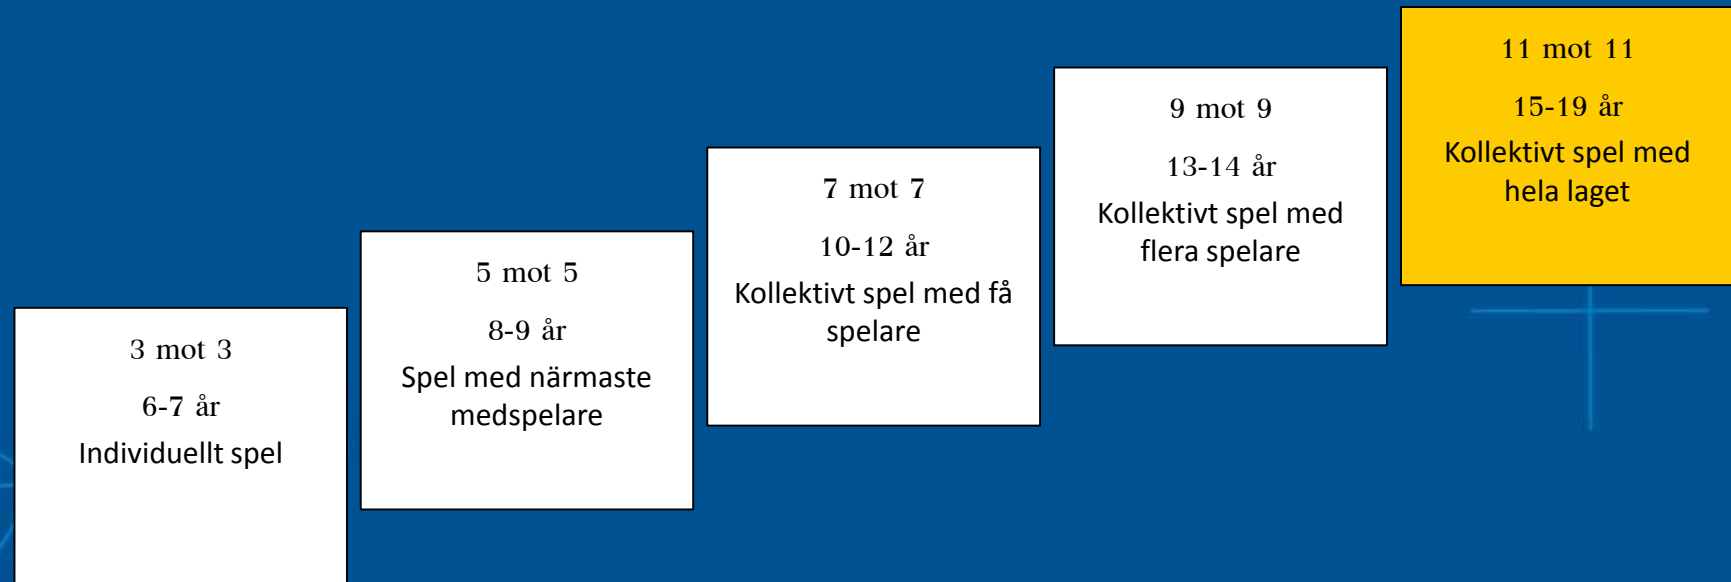 3 mot 3
6-7 år
Individuellt spel
5 mot 5
8-9 år
Spel med närmaste
medspelare
7 mot 7
10-12 år
Kollektivt spel med få
spelare
9 mot 9
13-14 år
Kollektivt spel med
flera spelare
11 mot 11
15-19 år
Kollektivt spel med
hela laget